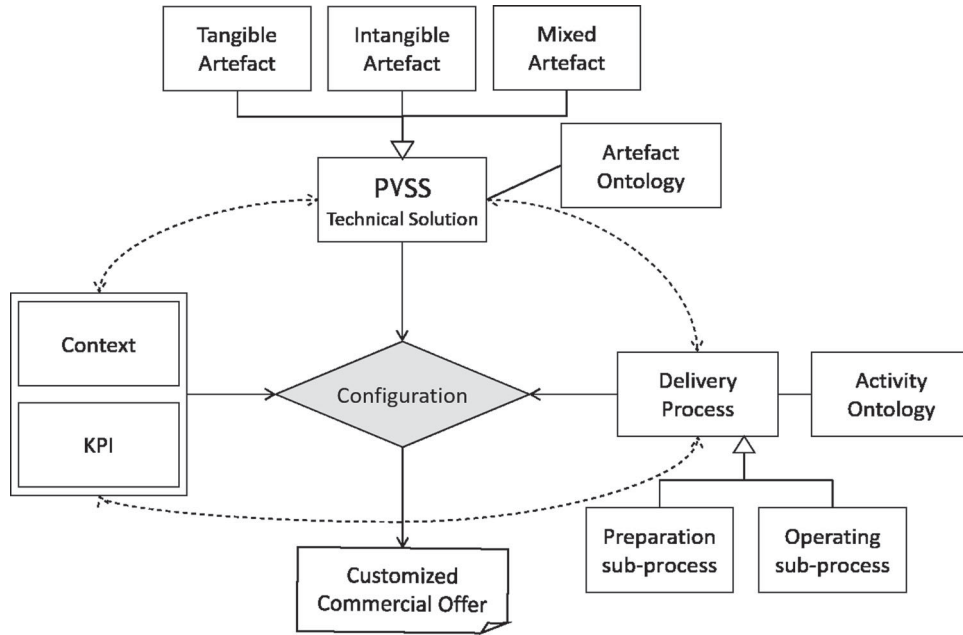 Tangible
Artefact
Intangible
Artefact
Mixed
Artefact
Artefact
Ontology
PVSS
Technical Solution
Context
KPI
Configuration
Delivery
Process
Activity
Ontology
Preparation
sub-process
Operating
sub-process
Customized
Commercial Offer